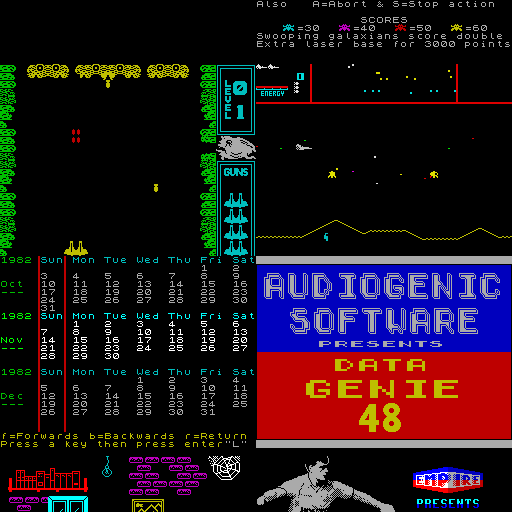 Also A=Abort & S=Stop action
SCORES
=30 =40 =50 =60
Swooping galaxians score double
Extra laser base for 3000 points
LEVEL
01
GUNS
0
ENERGY
1982 Sun Mon Tue Wed Thu Fri Sat
1 2
3 4 5 6 7 8 9
Oct 10 11 12 13 14 15 16
--- 17 18 19 20 21 22 23
24 25 26 27 28 29 30
31
1982 Sun Mon Tue Wed Thu Fri Sat
1 2 3 4 5 6
7 8 9 10 11 12 13
Nov 14 15 16 17 18 19 20
--- 21 22 23 24 25 26 27
28 29 30
1982 Sun Mon Tue Wed Thu Fri Sat
1 2 3 4
5 6 7 8 9 10 11
Dec 12 13 14 15 16 17 18
--- 19 20 21 22 23 24 25
26 27 28 29 30 31
f=Forwards b=Backwards r=Return
Press a key then press enter"L"
AUDIOGENIC
SOFTWARE
PRESENTS
DATA
GENIE
48
EMPIRE
PRESENTS